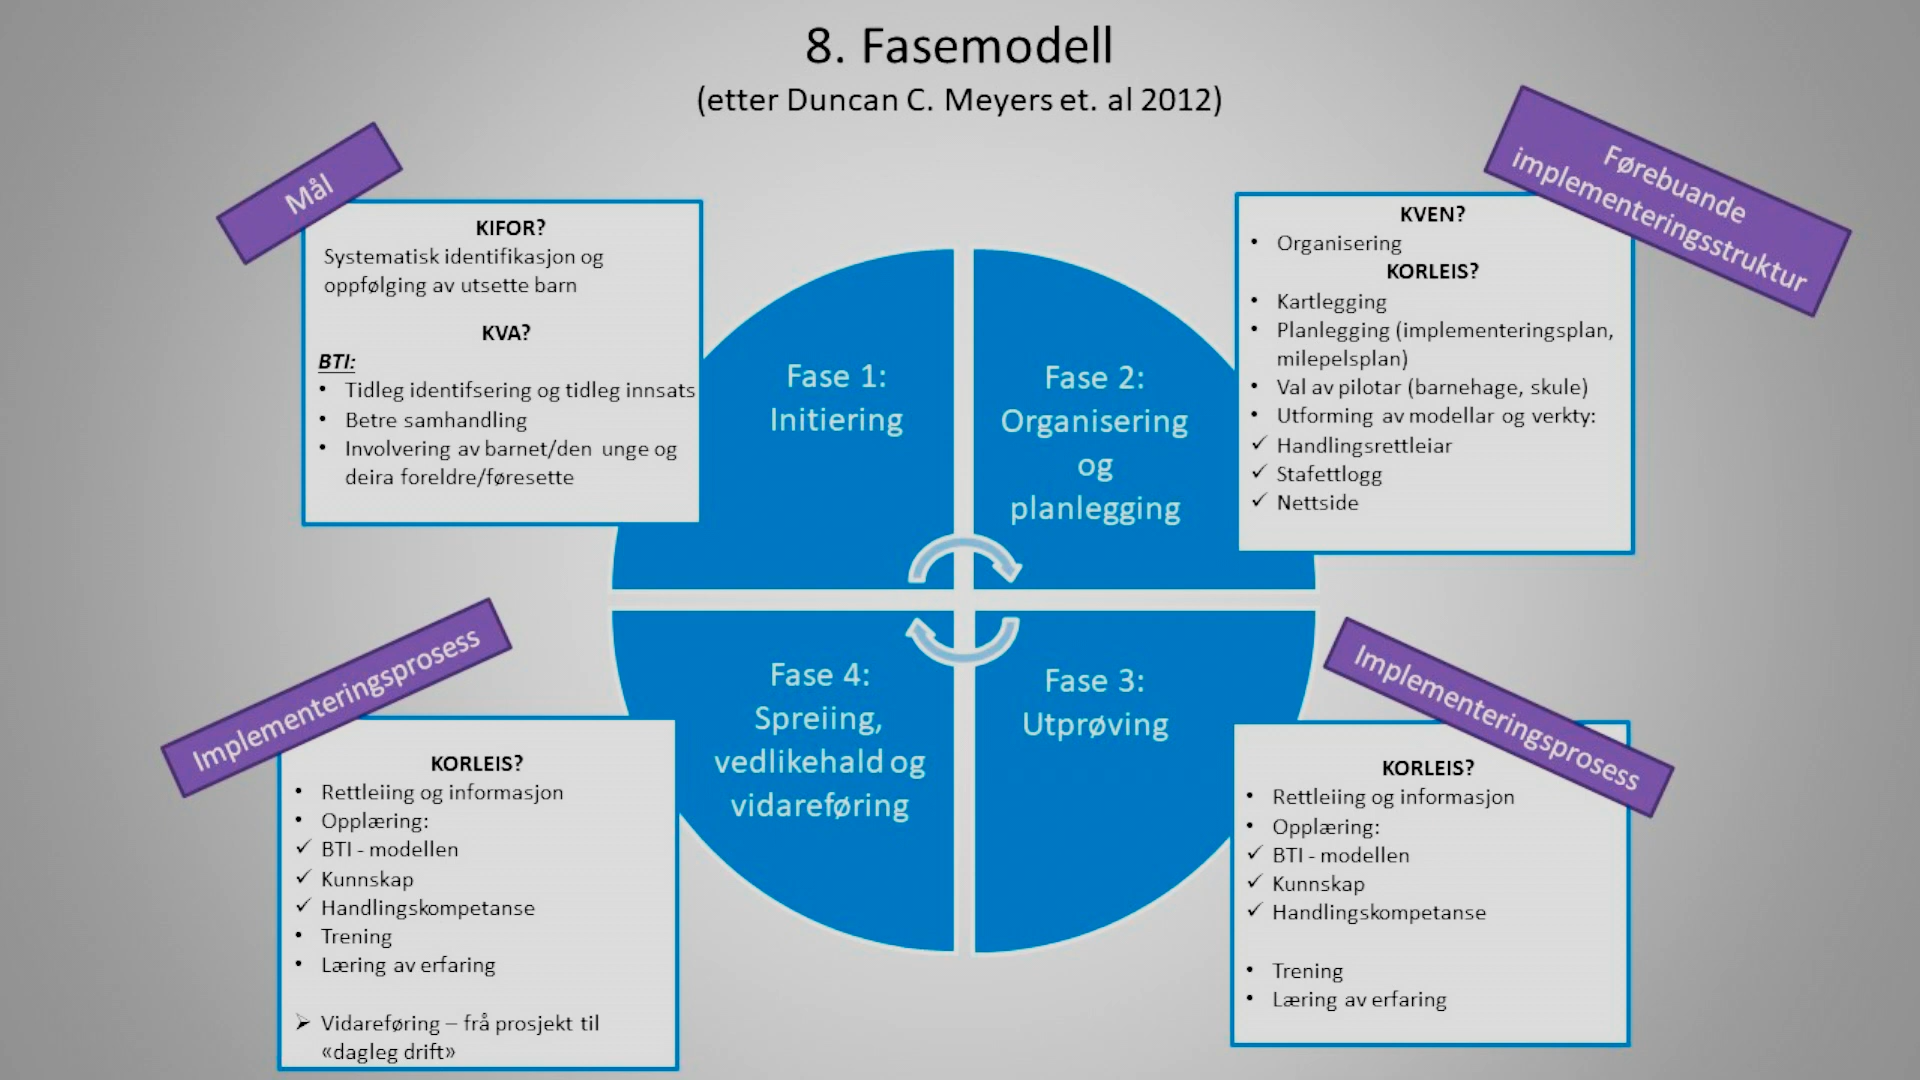 8. Fasemodell
(etter Duncan C. Meyers et. al 2012)
Mål
KIFOR?
Systematisk identifikasjon og
oppfølging av utsette barn
KVA?
BTI:
• Tidleg identifsering og tidleg innsats
• Betre samhandling
• Involvering av barnet/den unge og
deira foreldre/føresette
Fase 1:
Initiering
Fase 2:
Organisering
og
planlegging
Førebuande
implementeringsstruktur
KVEN?
• Organisering
KORLEIS?
• Kartlegging
• Planlegging (implementeringsplan,
milepelsplan)
• Val av pilotar (barnehage, skule)
• Utforming av modellar og verkty:
✓ Handlingsrettleiar
✓ Stafettlogg
✓ Nettside
Implementeringsprosess
KORLEIS?
• Rettleiing og informasjon
• Opplæring:
✓ BTI - modellen
✓ Kunnskap
✓ Handlingskompetanse
• Trening
• Læring av erfaring
➢ Vidareføring – frå prosjekt til
«dagleg drift»
Fase 4:
Spreiing,
vedlikehald og
vidareføring
Fase 3:
Utprøving
Implementeringsprosess
KORLEIS?
• Rettleiing og informasjon
• Opplæring:
✓ BTI - modellen
✓ Kunnskap
✓ Handlingskompetanse
• Trening
• Læring av erfaring